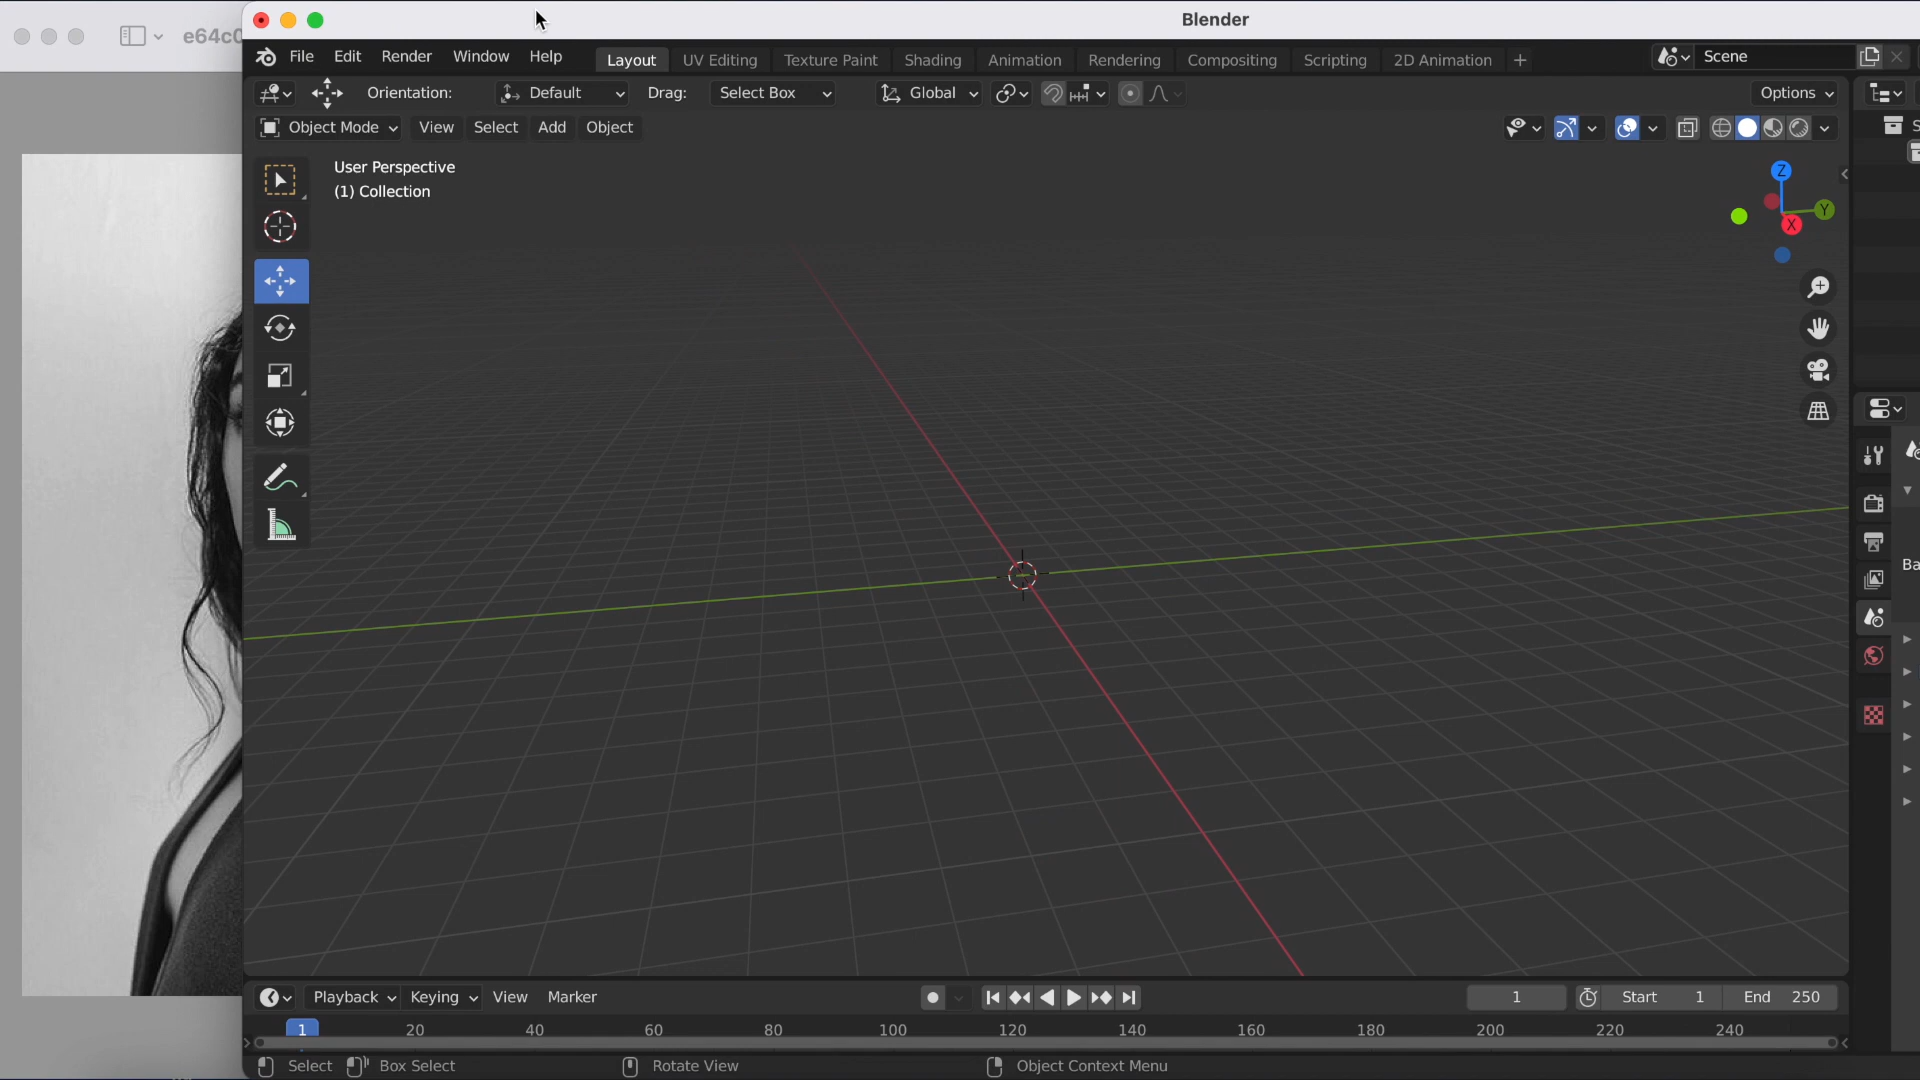 e64c0
Blender
File Edit Render Window Help Layout UV Editing Texture Paint Shading Animation Rendering Compositing Scripting 2D Animation + Scene
Orientation: Default Drag: Select Box Global Options
Object Mode View Select Add Object
User Perspective
(1) Collection
Z
Y
X
Ba
Playback Keying View Marker 1 Start 1 End 250
1 20 40 60 80 100 120 140 160 180 200 220 240
Select Box Select Rotate View Object Context Menu